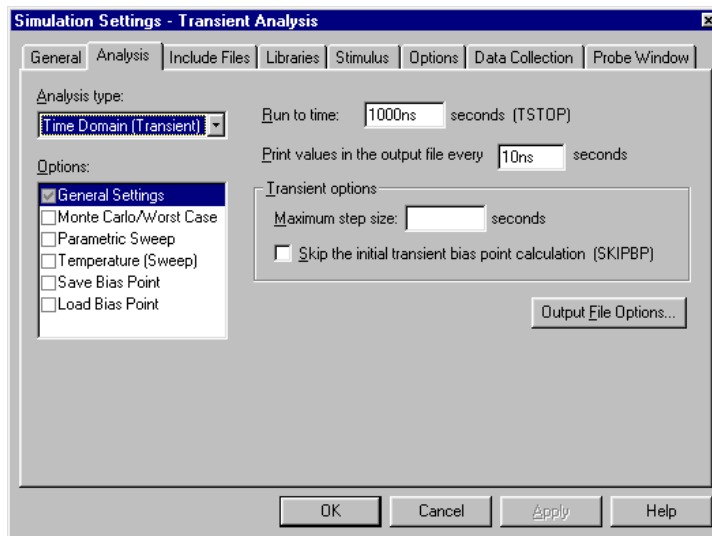 Simulation Settings - Transient Analysis
General Analysis Include Files Libraries Stimulus Options Data Collection Probe Window
Analysis type:
Time Domain (Transient)
Run to time: 1000ns seconds (TSTOP)
Print values in the output file every 10ns seconds
Options:
General Settings
Monte Carlo/Worst Case
Parametric Sweep
Temperature (Sweep)
Save Bias Point
Load Bias Point
Transient options
Maximum step size: seconds
Skip the initial transient bias point calculation (SKIPBP)
Output File Options...
OK Cancel Apply Help